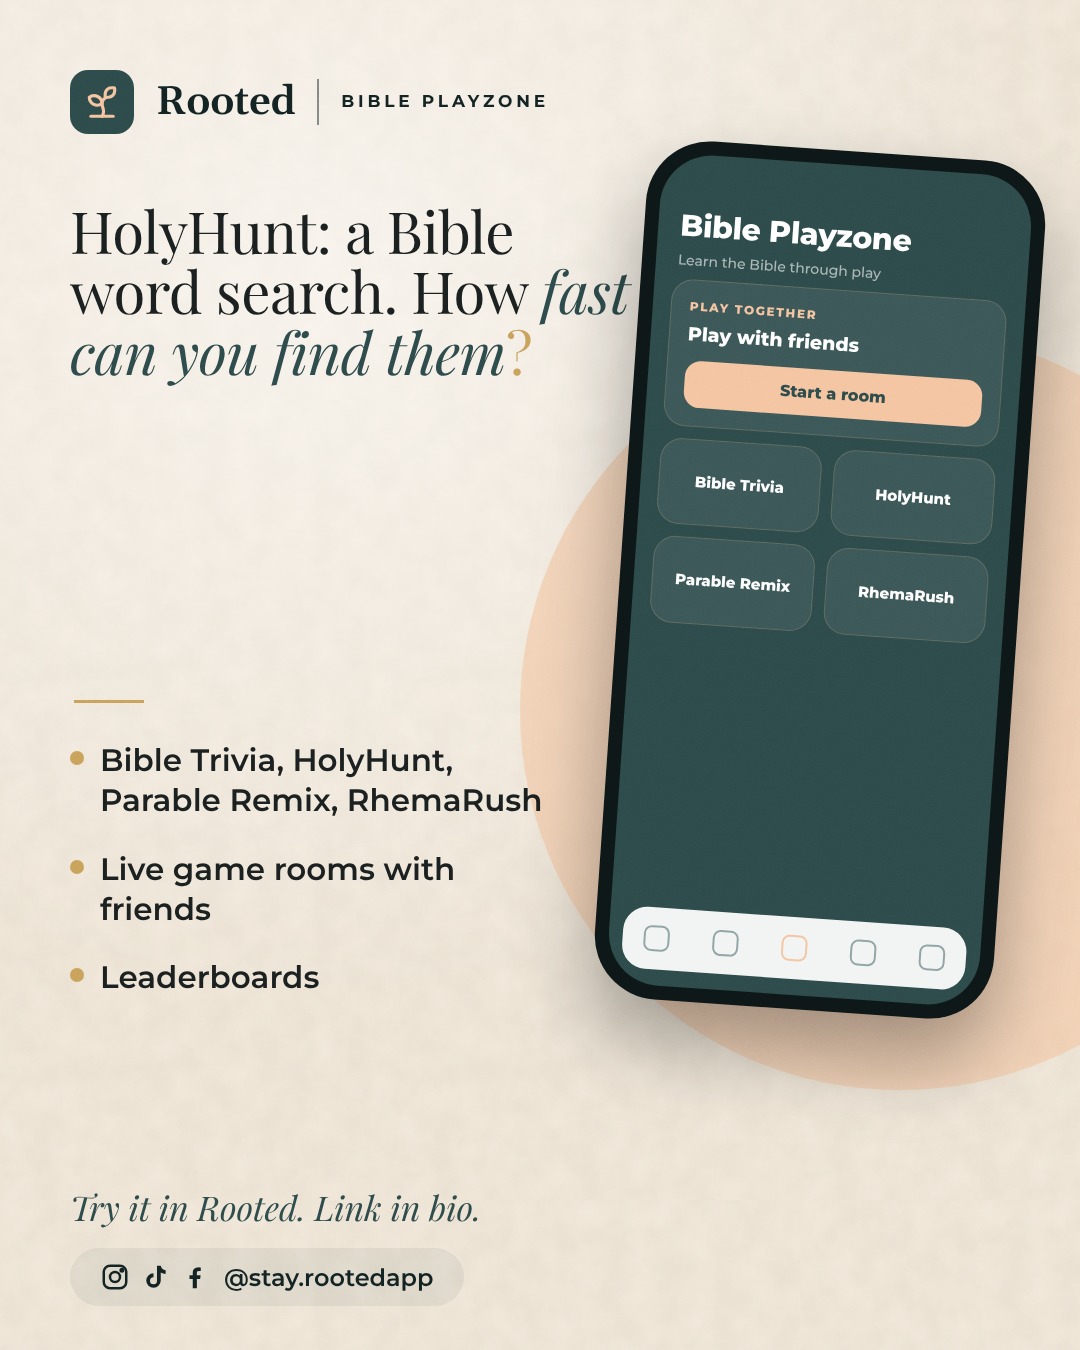 Rooted
BIBLE PLAYZONE
HolyHunt: a Bible
word search. How fast
can you find them?
Bible Playzone
Learn the Bible through play
PLAY TOGETHER
Play with friends
Start a room
Bible Trivia
HolyHunt
Parable Remix
RhemaRush
Bible Trivia, HolyHunt,
Parable Remix, RhemaRush
Live game rooms with
friends
Leaderboards
Try it in Rooted. Link in bio.
@stay.rootedapp